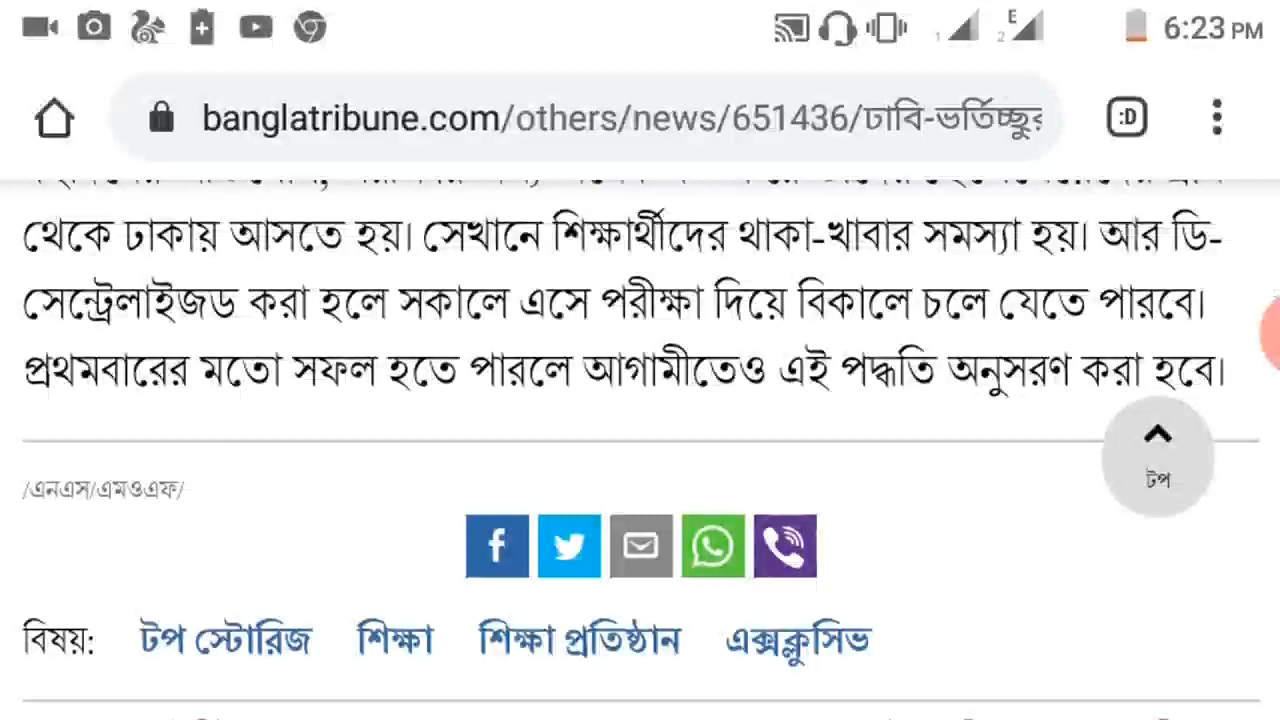 6:23 PM
banglatribune.com/others/news/651436/ঢাবি-ভর্তিচ্ছুর
থেকে ঢাকায় আসতে হয়। সেখানে শিক্ষার্থীদের থাকা-খাবার সমস্যা হয়। আর ডি-
সেন্ট্রেলাইজড করা হলে সকালে এসে পরীক্ষা দিয়ে বিকালে চলে যেতে পারবে।
প্রথমবারের মতো সফল হতে পারলে আগামীতেও এই পদ্ধতি অনুসরণ করা হবে।
টপ
/এনএস/এমওএফ/
বিষয়: টপ স্টোরিজ শিক্ষা শিক্ষা প্রতিষ্ঠান এক্সক্লুসিভ